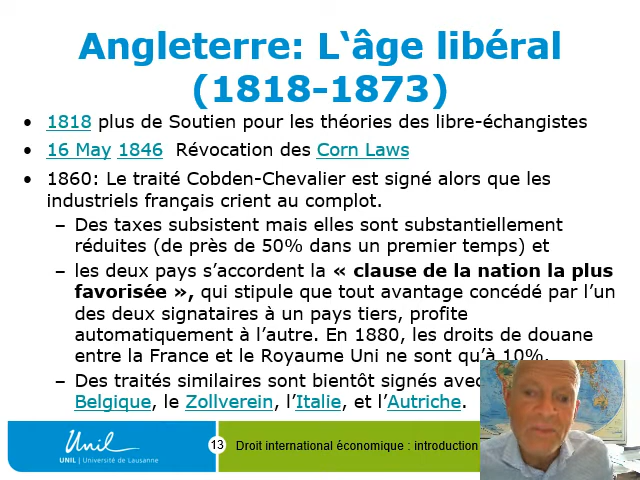 Angleterre: L‘âge libéral
(1818-1873)
• 1818 plus de Soutien pour les théories des libre-échangistes
• 16 May 1846 Révocation des Corn Laws
• 1860: Le traité Cobden-Chevalier est signé alors que les
industriels français crient au complot.
– Des taxes subsistent mais elles sont substantiellement
réduites (de près de 50% dans un premier temps) et
– les deux pays s’accordent la « clause de la nation la plus
favorisée », qui stipule que tout avantage concédé par l’un
des deux signataires à un pays tiers, profite
automatiquement à l’autre. En 1880, les droits de douane
entre la France et le Royaume Uni ne sont qu’à 10%.
– Des traités similaires sont bientôt signés avec
Belgique, le Zollverein, l’Italie, et l’Autriche.
Unil
UNIL | Université de Lausanne
13
Droit international économique : introduction